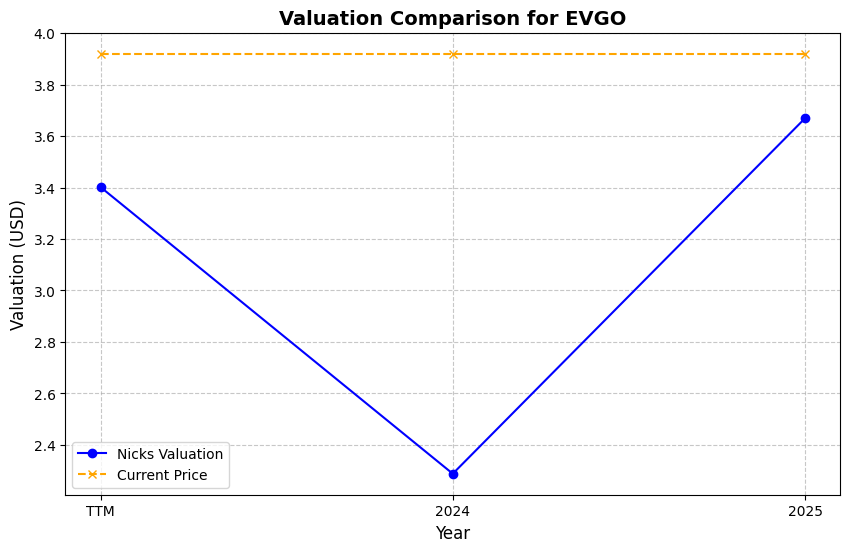 Valuation Comparison for EVGO
Valuation (USD)
4.0
3.8
3.6
3.4
3.2
3.0
2.8
2.6
2.4
Nicks Valuation
Current Price
TTM
2024
2025
Year